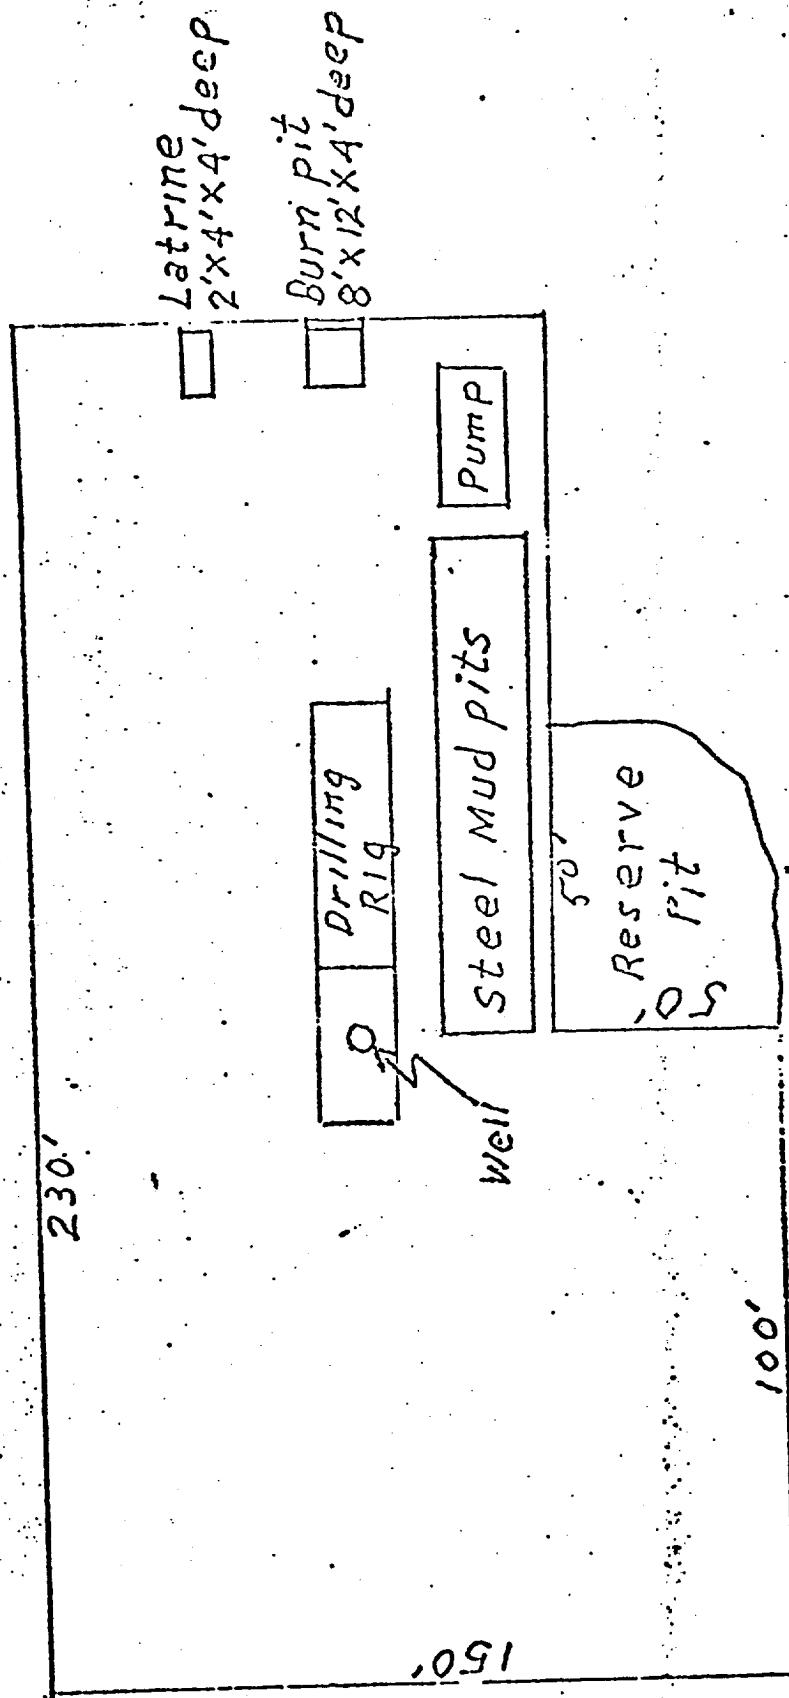 230'
Latrine
2'x4'x4'deep
Burn pit
8'x12'x4'deep
Drilling
Rig
Well
Pump
Steel Mud pits
50'
Reserve
Pit
50'
100'
150'